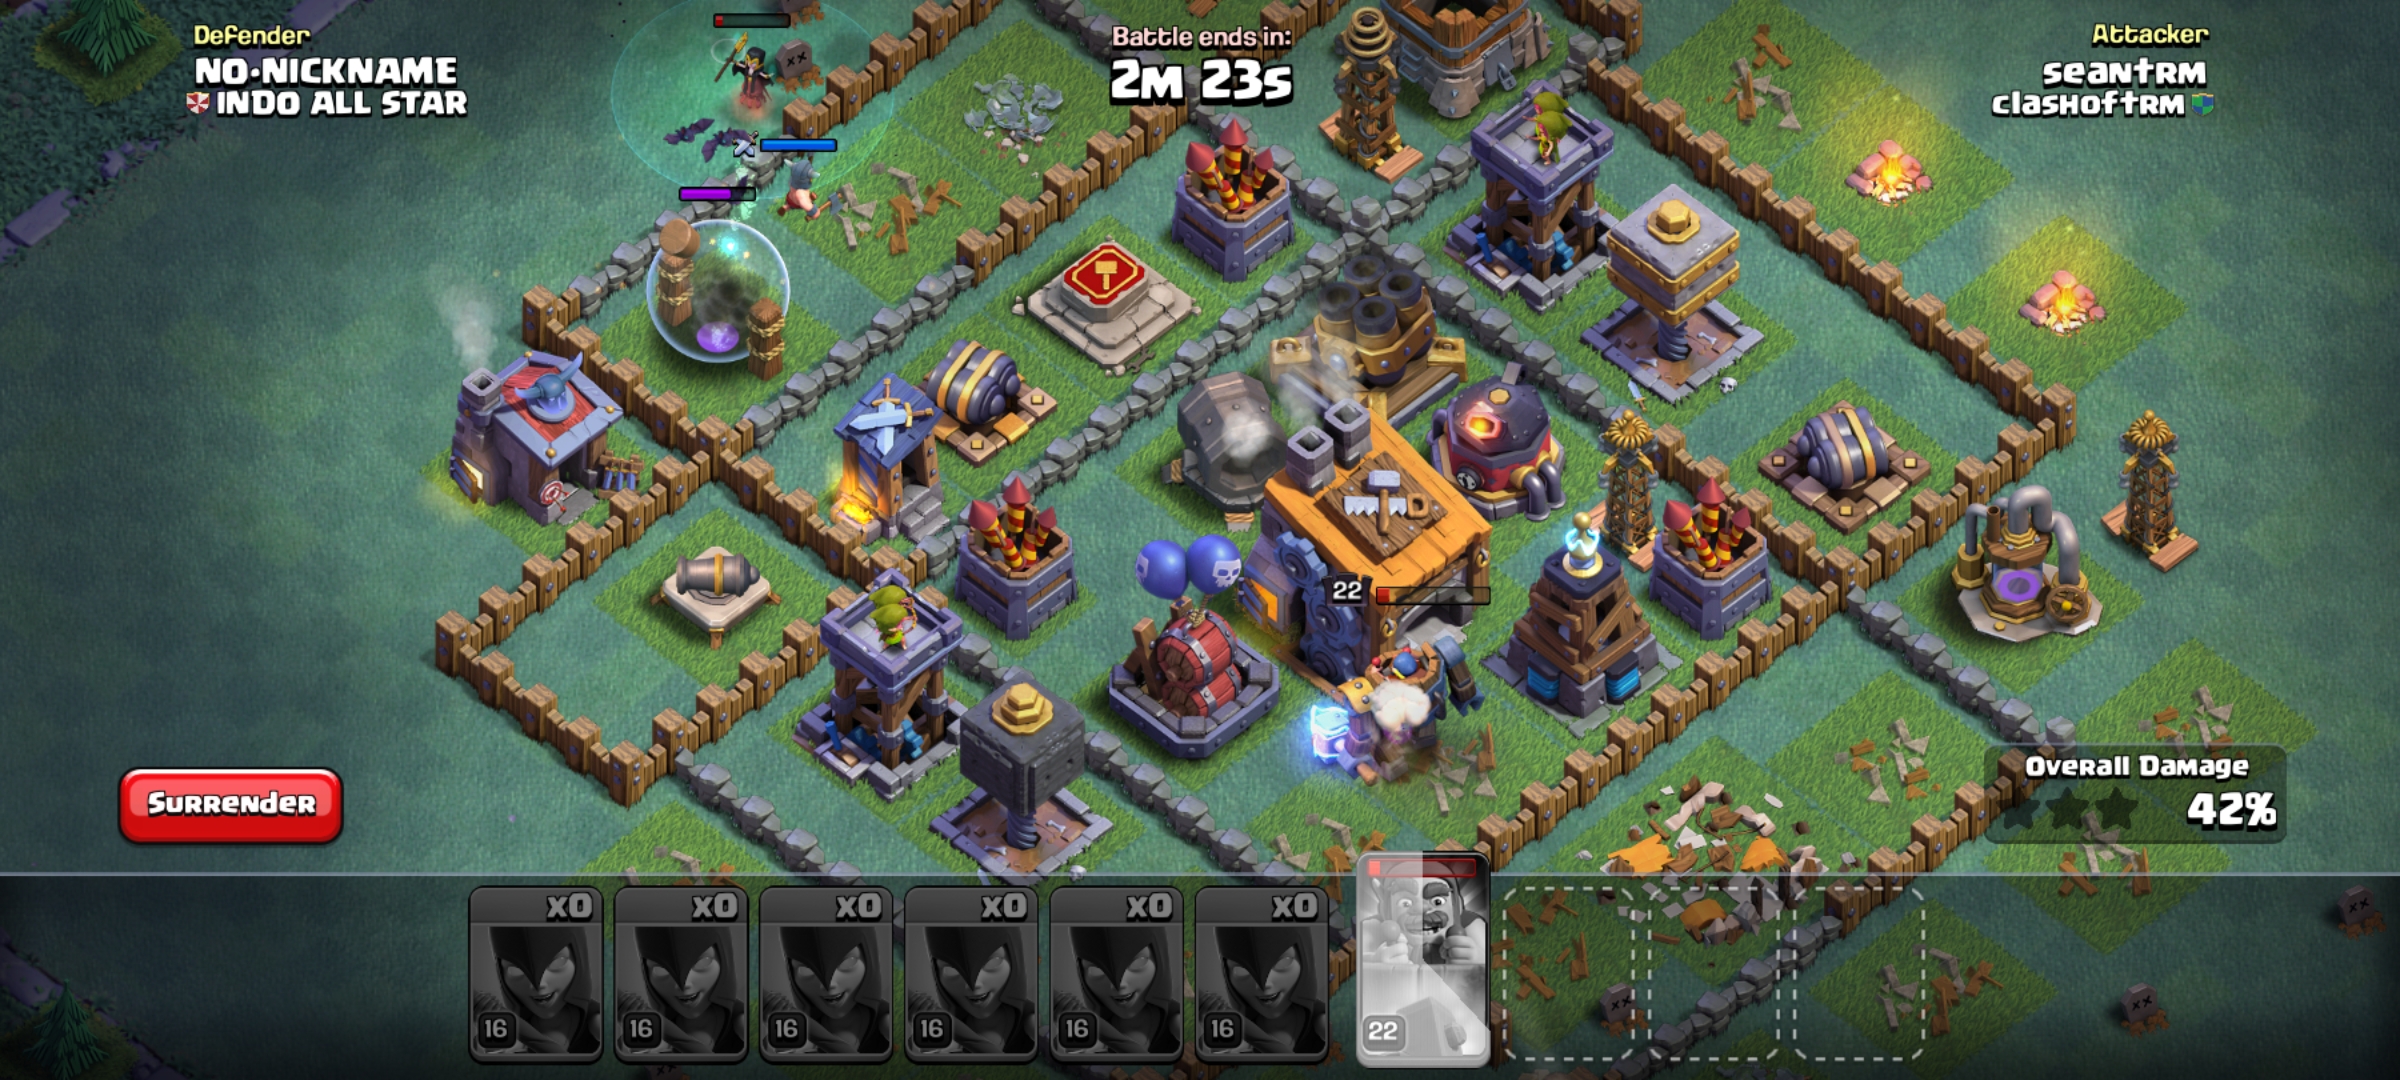 Defender
NO•NICKNAME
INDO ALL STAR
Battle ends in:
2M 23s
Attacker
seantRM
clashoftRM
22
Surrender
Overall Damage
42%
x0
x0
x0
x0
x0
x0
16
16
16
16
16
16
22